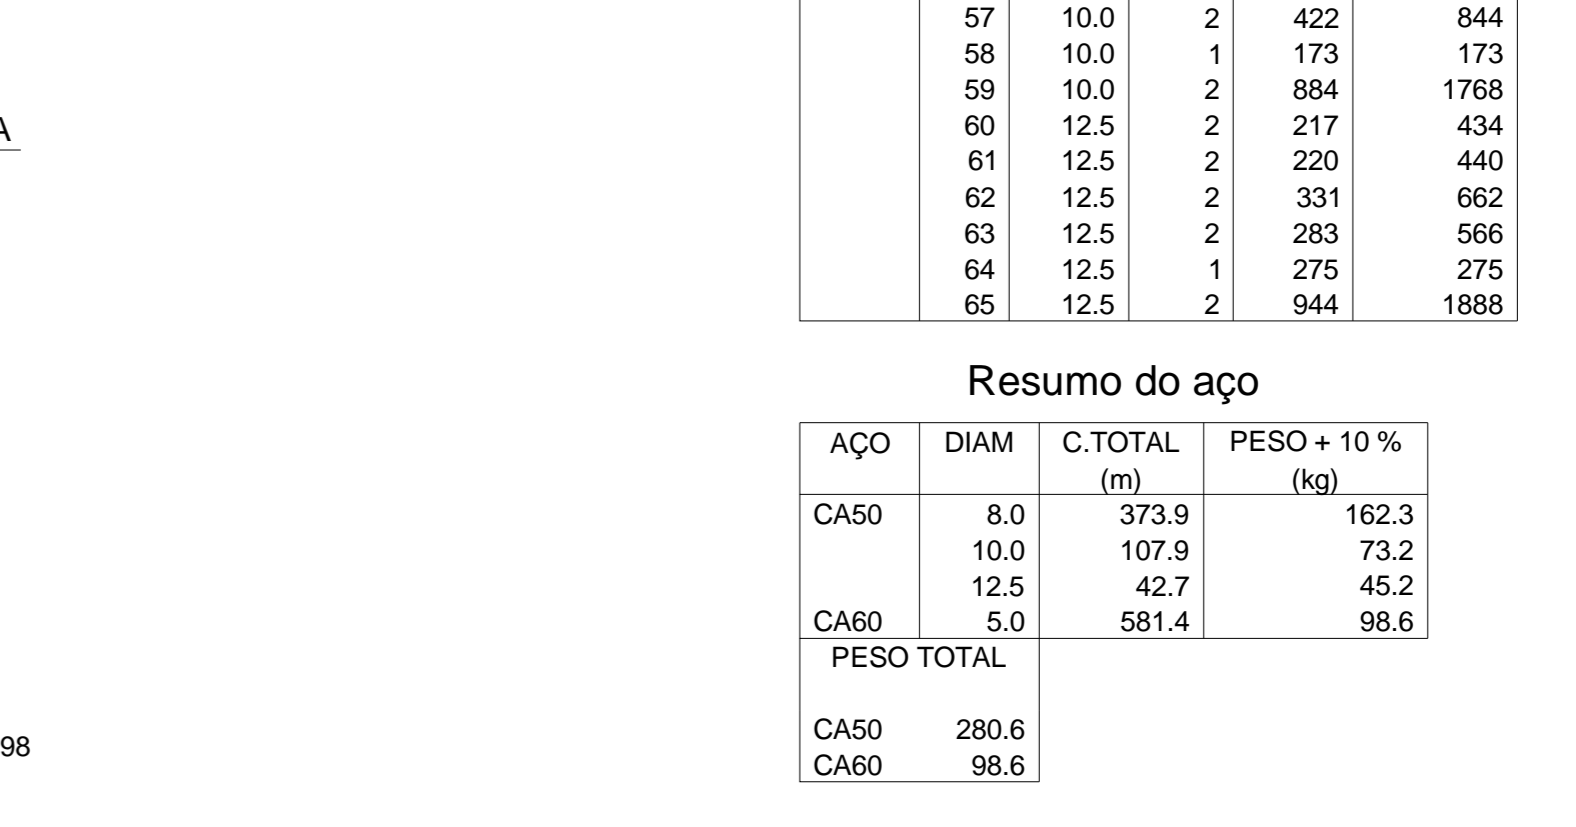 57 10.0 2 422 844
58 10.0 1 173 173
59 10.0 2 884 1768
A
60 12.5 2 217 434
61 12.5 2 220 440
62 12.5 2 331 662
63 12.5 2 283 566
64 12.5 1 275 275
65 12.5 2 944 1888
Resumo do aço
AÇO DIAM C.TOTAL PESO + 10 %
(m) (kg)
CA50 8.0 373.9 162.3
10.0 107.9 73.2
12.5 42.7 45.2
CA60 5.0 581.4 98.6
PESO TOTAL
CA50 280.6
98
CA60 98.6